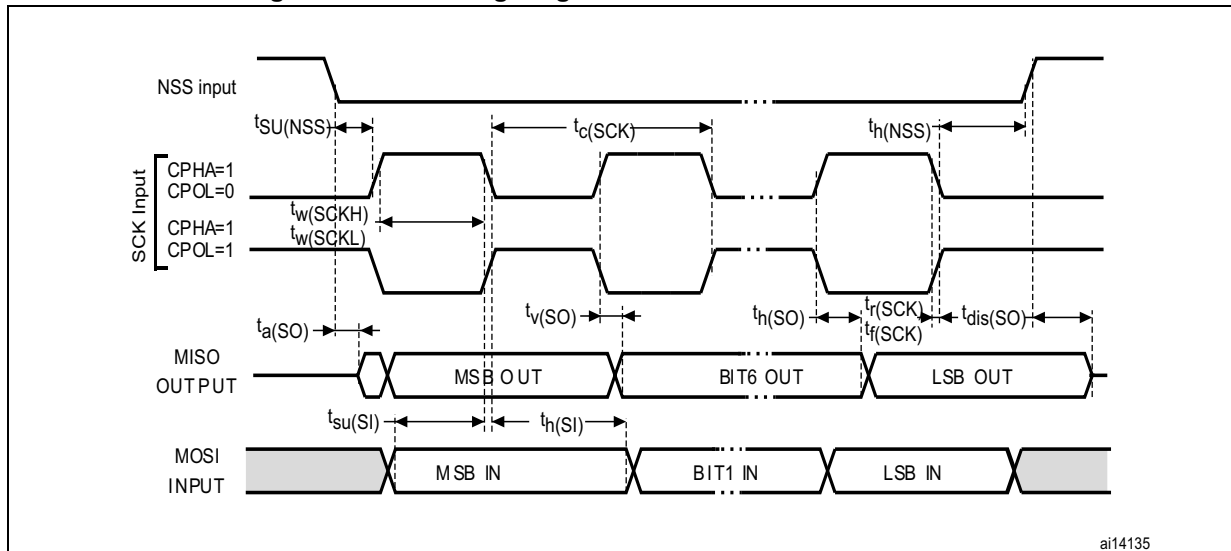 NSS input
tSU(NSS)
tc(SCK)
th(NSS)
SCK Input
CPHA=1
CPOL=0
tw(SCKH)
CPHA=1
tw(SCKL)
CPOL=1
ta(SO)
tv(SO)
th(SO)
tr(SCK)
tf(SCK)
tdis(SO)
MISO
OUTPUT
MSB OUT
BIT6 OUT
LSB OUT
tsu(SI)
th(SI)
MOSI
INPUT
MSB IN
BIT1 IN
LSB IN
ai14135